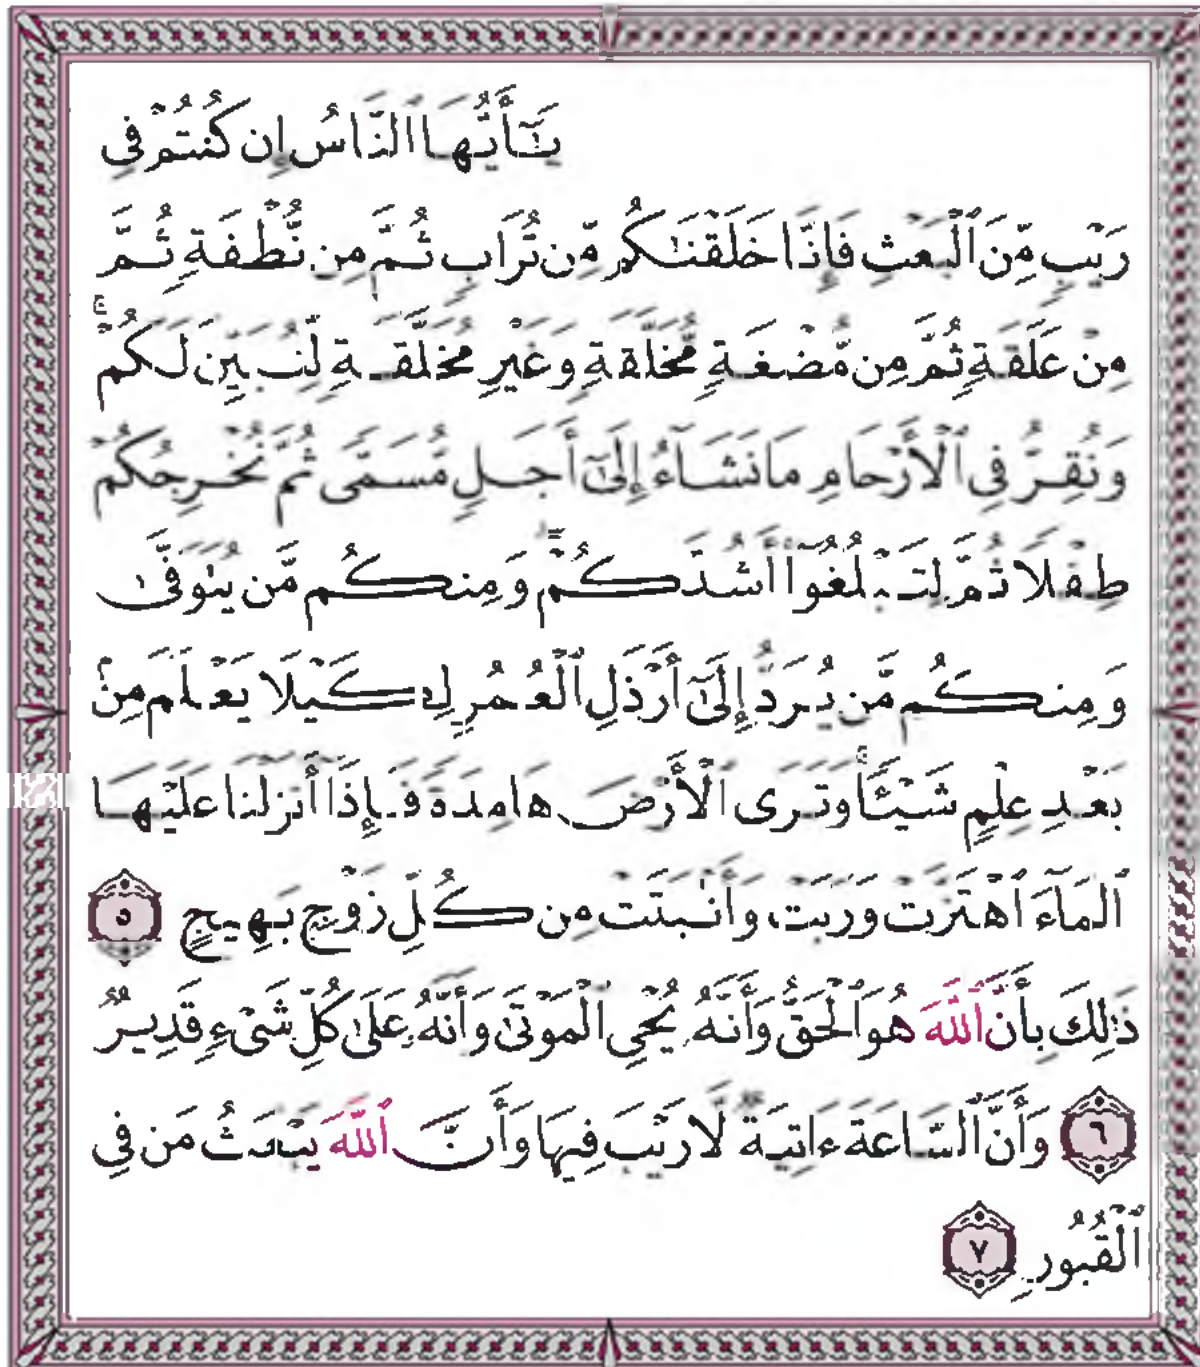 يَٰٓأَيُّهَا ٱلنَّاسُ إِن كُنتُمْ فِى
رَيْبٍ مِّنَ ٱلْبَعْثِ فَإِنَّا خَلَقْنَٰكُم مِّن تُرَابٍ ثُمَّ مِن نُّطْفَةٍ ثُمَّ
مِنْ عَلَقَةٍ ثُمَّ مِن مُّضْغَةٍ مُّخَلَّقَةٍ وَغَيْرِ مُخَلَّقَةٍ لِّنُبَيِّنَ لَكُمْ ۚ
وَنُقِرُّ فِى ٱلْأَرْحَامِ مَا نَشَآءُ إِلَىٰٓ أَجَلٍ مُّسَمًّى ثُمَّ نُخْرِجُكُمْ
طِفْلًا ثُمَّ لِتَبْلُغُوٓا۟ أَشُدَّكُمْ ۖ وَمِنكُم مَّن يُتَوَفَّىٰ
وَمِنكُم مَّن يُرَدُّ إِلَىٰٓ أَرْذَلِ ٱلْعُمُرِ لِكَيْلَا يَعْلَمَ مِنۢ
بَعْدِ عِلْمٍ شَيْـًٔا ۚ وَتَرَى ٱلْأَرْضَ هَامِدَةً فَإِذَآ أَنزَلْنَا عَلَيْهَا
ٱلْمَآءَ ٱهْتَزَّتْ وَرَبَتْ وَأَنۢبَتَتْ مِن كُلِّ زَوْجٍۭ بَهِيجٍ ٥
ذَٰلِكَ بِأَنَّ ٱللَّهَ هُوَ ٱلْحَقُّ وَأَنَّهُۥ يُحْىِ ٱلْمَوْتَىٰ وَأَنَّهُۥ عَلَىٰ كُلِّ شَىْءٍ قَدِيرٌ
٦ وَأَنَّ ٱلسَّاعَةَ ءَاتِيَةٌ لَّا رَيْبَ فِيهَا وَأَنَّ ٱللَّهَ يَبْعَثُ مَن فِى
ٱلْقُبُورِ ٧